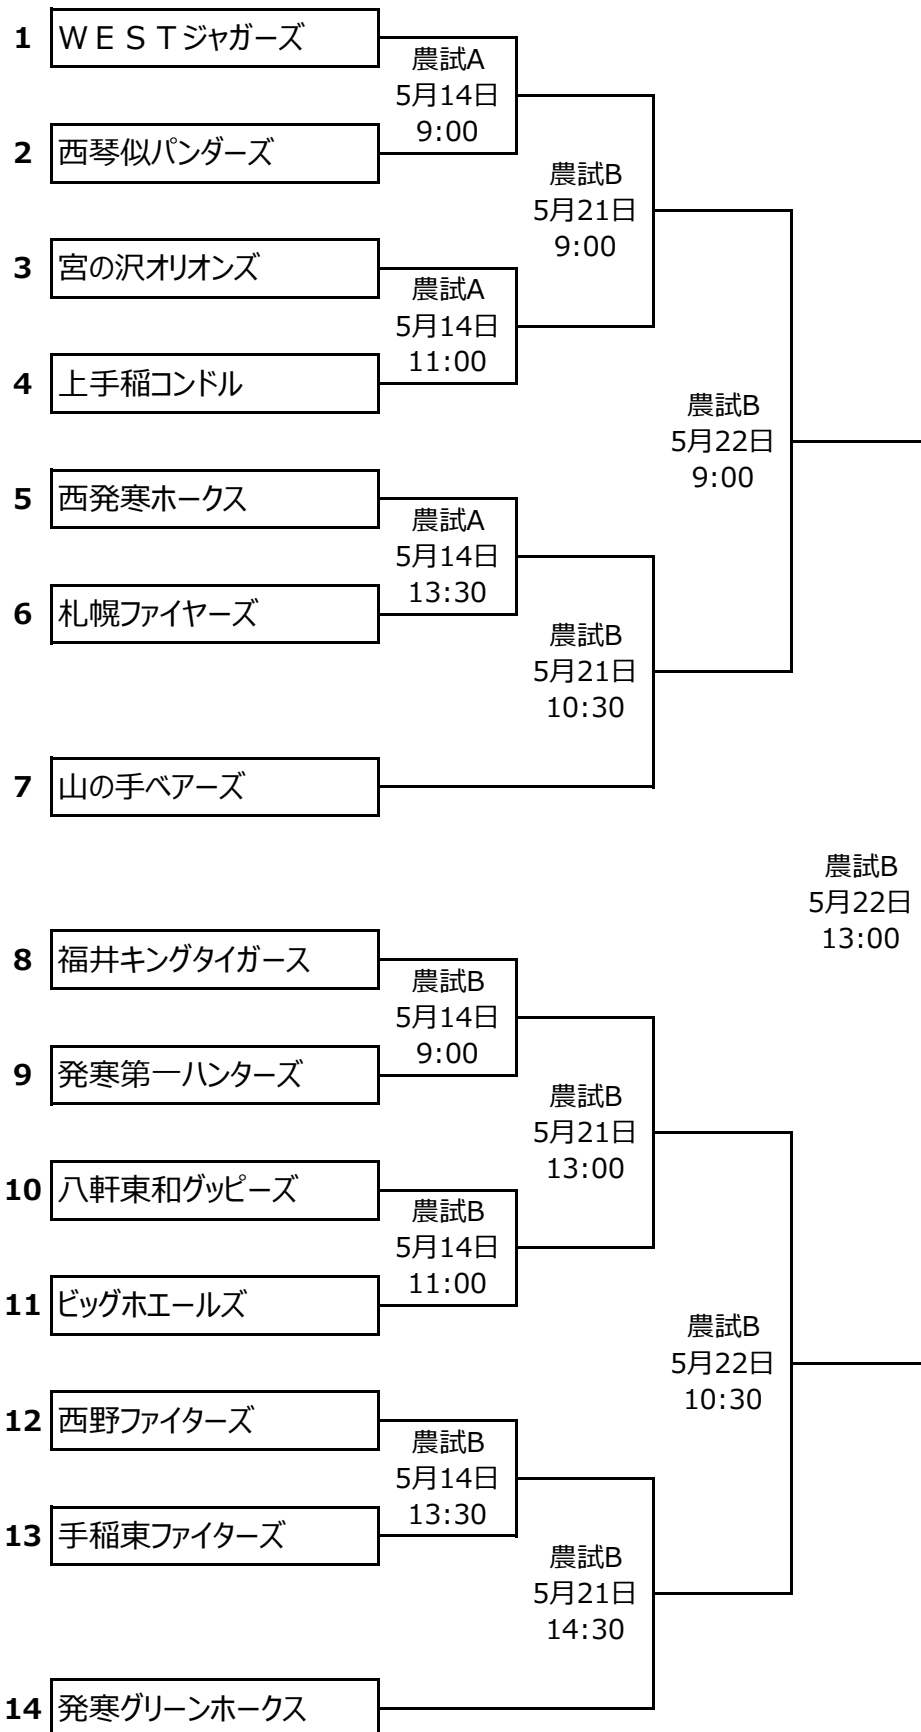 1 ＷＥＳＴジャガーズ
農試A
5月14日
9:00
2 西琴似パンダーズ
農試B
5月21日
9:00
3 宮の沢オリオンズ
農試A
5月14日
11:00
4 上手稲コンドル
農試B
5月22日
9:00
5 西発寒ホークス
農試A
5月14日
13:30
6 札幌ファイヤーズ
農試B
5月21日
10:30
7 山の手ベアーズ
農試B
5月22日
13:00
8 福井キングタイガース
農試B
5月14日
9:00
9 発寒第一ハンターズ
農試B
5月21日
13:00
10 八軒東和グッピーズ
農試B
5月14日
11:00
11 ビッグホエールズ
農試B
5月22日
10:30
12 西野ファイターズ
農試B
5月14日
13:30
13 手稲東ファイターズ
農試B
5月21日
14:30
14 発寒グリーンホークス